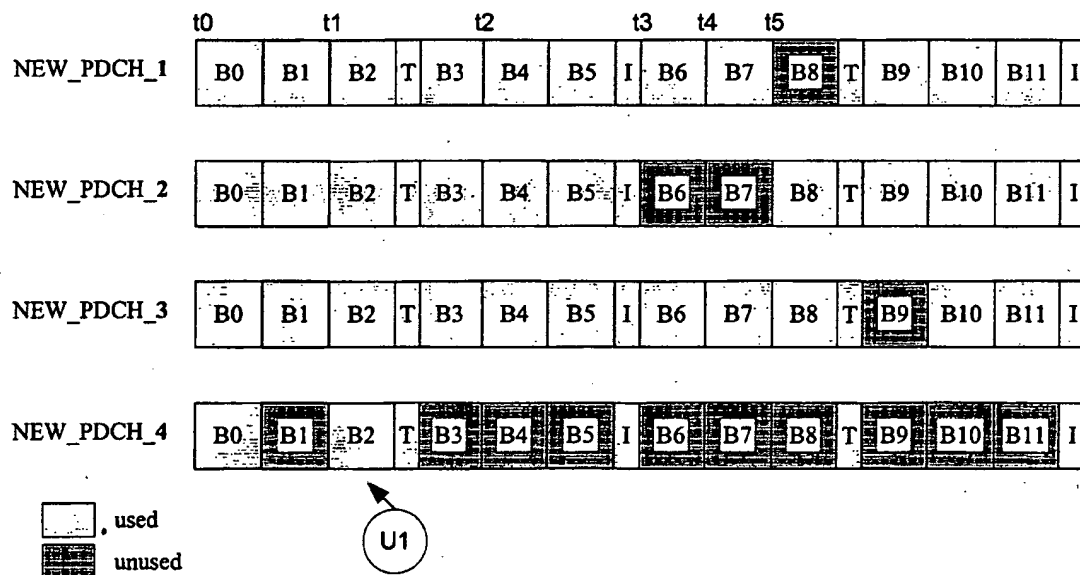 t0 t1 t2 t3 t4 t5
NEW_PDCH_1 B0 B1 B2 T B3 B4 B5 I B6 B7 B8 T B9 B10 B11 I
NEW_PDCH_2 B0 B1 B2 T B3 B4 B5 I B6 B7 B8 T B9 B10 B11 I
NEW_PDCH_3 B0 B1 B2 T B3 B4 B5 I B6 B7 B8 T B9 B10 B11 I
NEW_PDCH_4 B0 B1 B2 T B3 B4 B5 I B6 B7 B8 T B9 B10 B11 I
used
U1
unused